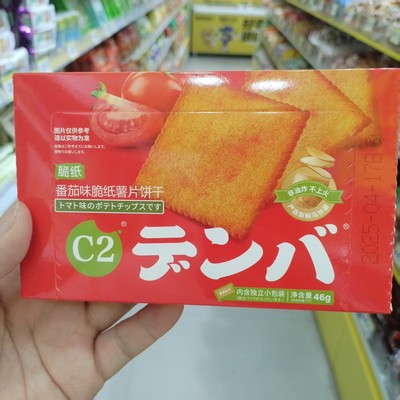 图片仅供参考
请以实物为准
脆纸
番茄味脆纸薯片饼干
トマト味のポテトチップスです
非油炸 不上火
C2
デンバ
®
内含独立小包装
净含量 46g
2025-04-17B